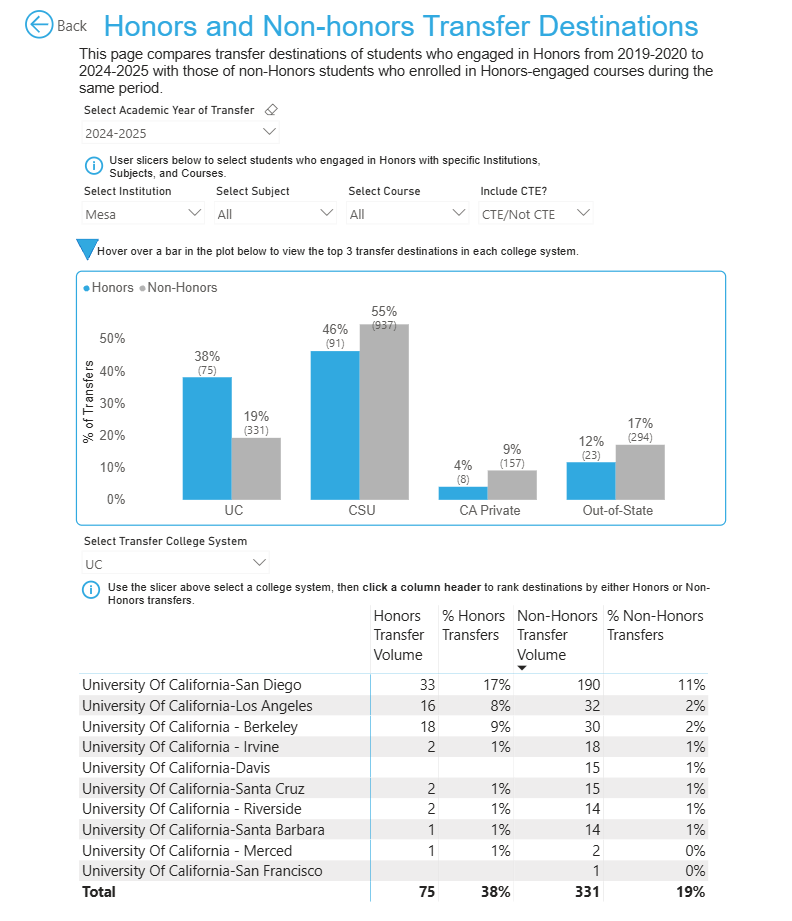 Back
Honors and Non-honors Transfer Destinations
This page compares transfer destinations of students who engaged in Honors from 2019-2020 to
2024-2025 with those of non-Honors students who enrolled in Honors-engaged courses during the
same period.
Select Academic Year of Transfer
2024-2025
User slicers below to select students who engaged in Honors with specific Institutions,
Subjects, and Courses.
Select Institution Select Subject Select Course Include CTE?
Mesa All All CTE/Not CTE
Hover over a bar in the plot below to view the top 3 transfer destinations in each college system.
Honors Non-Honors
% of Transfers
50%
40%
30%
20%
10%
0%
38%
(75)
19%
(331)
46%
(91)
55%
(937)
4%
(8)
9%
(157)
12%
(23)
17%
(294)
UC CSU CA Private Out-of-State
Select Transfer College System
UC
Use the slicer above select a college system, then click a column header to rank destinations by either Honors or Non-
Honors transfers.
Honors % Honors Non-Honors % Non-Honors
Transfer Transfers Transfer Transfers
Volume Volume
University Of California-San Diego 33 17% 190 11%
University Of California-Los Angeles 16 8% 32 2%
University Of California - Berkeley 18 9% 30 2%
University Of California - Irvine 2 1% 18 1%
University Of California-Davis 15 1%
University Of California-Santa Cruz 2 1% 15 1%
University Of California - Riverside 2 1% 14 1%
University Of California-Santa Barbara 1 1% 14 1%
University Of California - Merced 1 1% 2 0%
University Of California-San Francisco 1 0%
Total 75 38% 331 19%